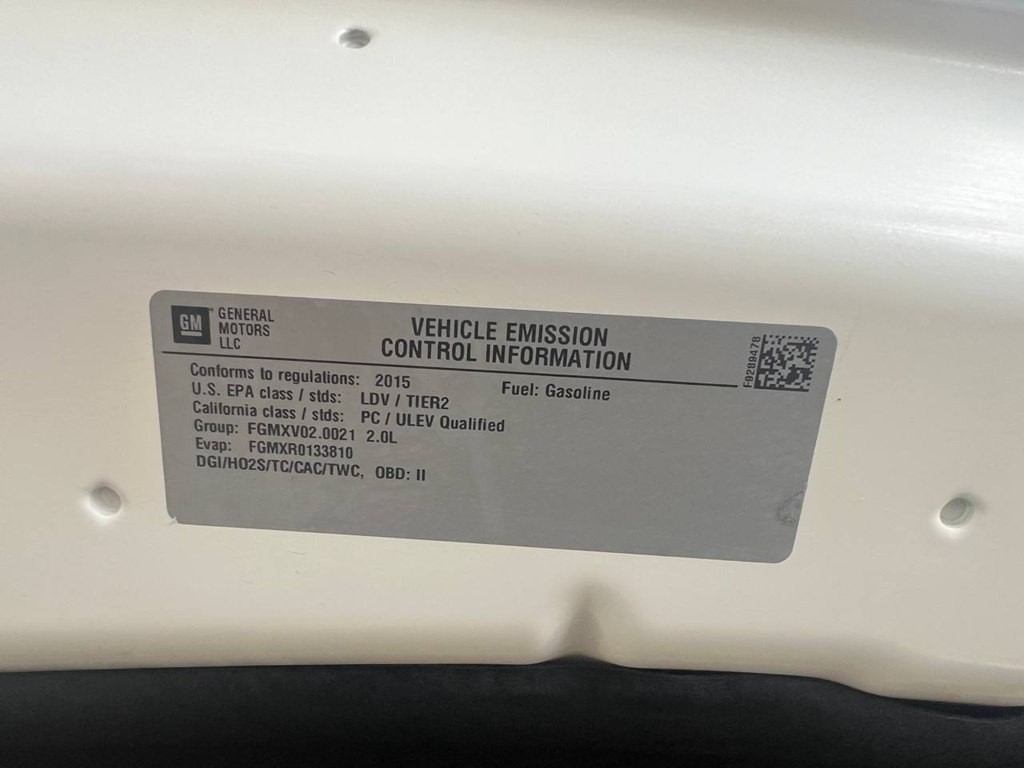 GM GENERAL MOTORS LLC
VEHICLE EMISSION
CONTROL INFORMATION
F9289478
Conforms to regulations: 2015 Fuel: Gasoline
U.S. EPA class / stds: LDV / TIER2
California class / stds: PC / ULEV Qualified
Group: FGMXV02.0021 2.0L
Evap: FGMXR0133810
DGI/HO2S/TC/CAC/TWC, OBD: II